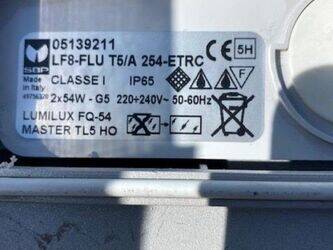 05139211
LF8-FLU T5/A 254-ETRC
5H
SBP
CLASSE I IP65 F
Made in Italy
2x54W - G5 220÷240V~ 50-60Hz
LUMILUX FQ-54
MASTER TL5 HO